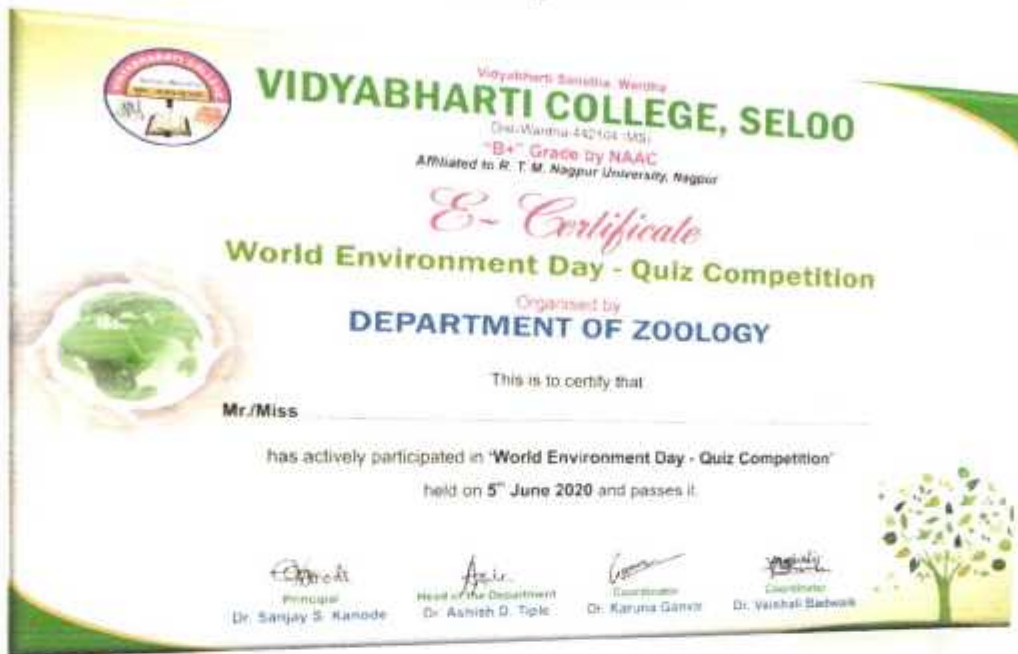 Vidyabharti Sanstha, Wardha
VIDYABHARTI COLLEGE, SELOO
Dist-Wardha-442104 (MS)
"B+" Grade by NAAC
Affiliated to R. T. M. Nagpur University, Nagpur
E- Certificate
World Environment Day - Quiz Competition
Organised by
DEPARTMENT OF ZOOLOGY
This is to certify that
Mr./Miss
has actively participated in "World Environment Day - Quiz Competition"
held on 5th June 2020 and passes it.
Principal
Dr. Sanjay S. Kanode
Head of the Department
Dr. Ashish D. Tiple
Coordinator
Dr. Karuna Ganvir
Coordinator
Dr. Vaishali Badwaik